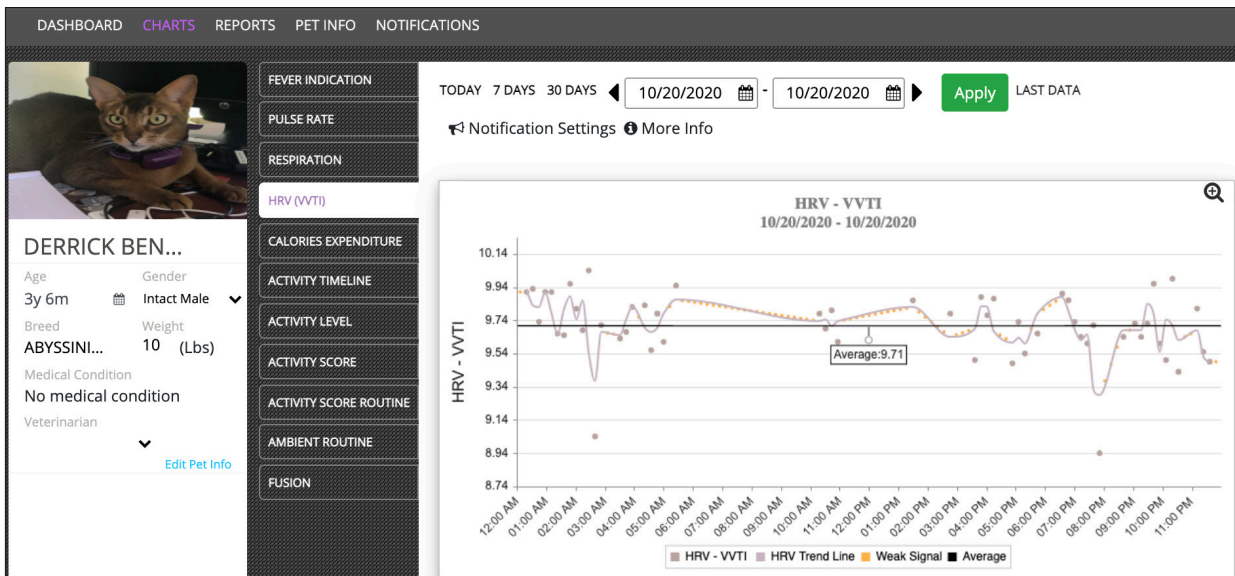 DASHBOARD CHARTS REPORTS PET INFO NOTIFICATIONS
DERRICK BEN...
Age Gender
3y 6m Intact Male
Breed Weight
ABYSSINI... 10 (Lbs)
Medical Condition
No medical condition
Veterinarian
Edit Pet Info
FEVER INDICATION
PULSE RATE
RESPIRATION
HRV (VVTI)
CALORIES EXPENDITURE
ACTIVITY TIMELINE
ACTIVITY LEVEL
ACTIVITY SCORE
ACTIVITY SCORE ROUTINE
AMBIENT ROUTINE
FUSION
TODAY 7 DAYS 30 DAYS 10/20/2020 - 10/20/2020 Apply LAST DATA
Notification Settings More Info
HRV - VVTI
10/20/2020 - 10/20/2020
HRV - VVTI
10.14
9.94
9.74
9.54
9.34
9.14
8.94
8.74
Average:9.71
12:00 AM 01:00 AM 02:00 AM 03:00 AM 04:00 AM 05:00 AM 06:00 AM 07:00 AM 08:00 AM 09:00 AM 10:00 AM 11:00 AM 12:00 PM 01:00 PM 02:00 PM 03:00 PM 04:00 PM 05:00 PM 06:00 PM 07:00 PM 08:00 PM 09:00 PM 10:00 PM 11:00 PM
HRV - VVTI HRV Trend Line Weak Signal Average